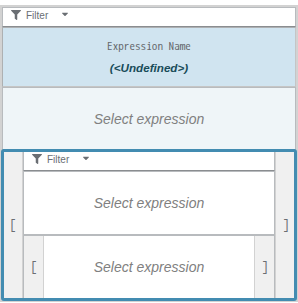 Filter
Expression Name
(<Undefined>)
Select expression
Filter
[ ]
Select expression
[ Select expression ]